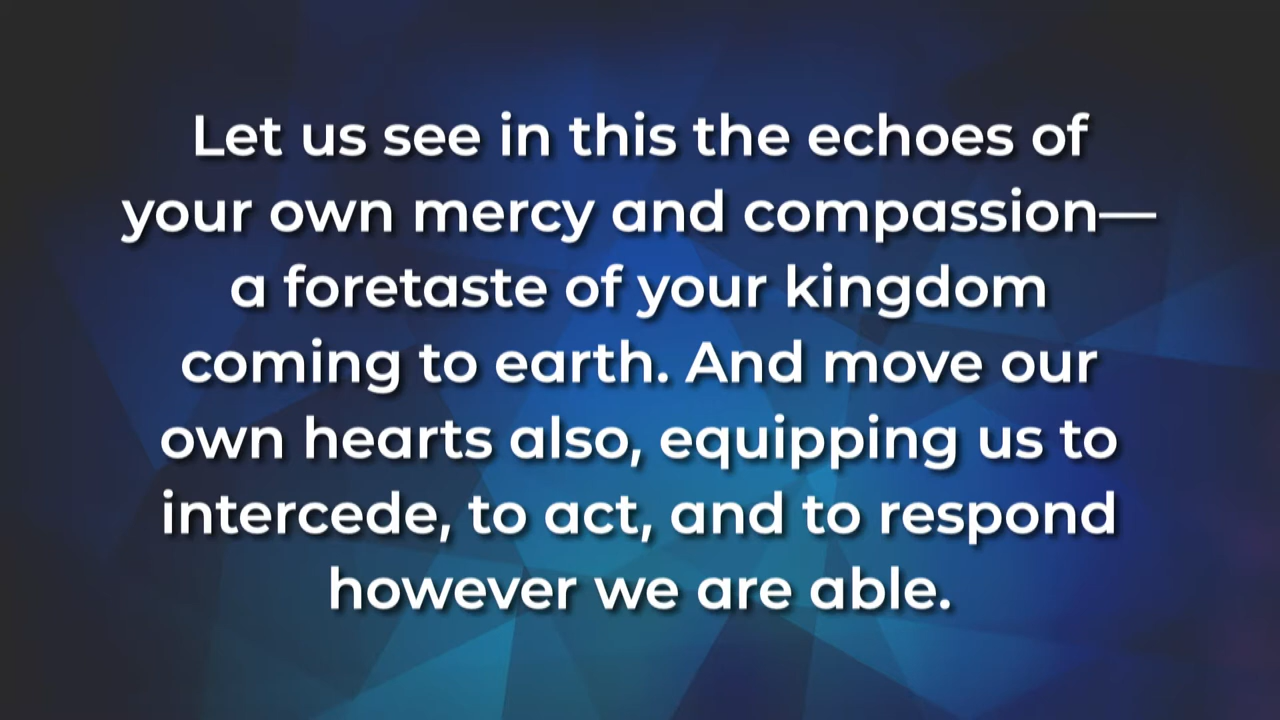 Let us see in this the echoes of
your own mercy and compassion—
a foretaste of your kingdom
coming to earth. And move our
own hearts also, equipping us to
intercede, to act, and to respond
however we are able.